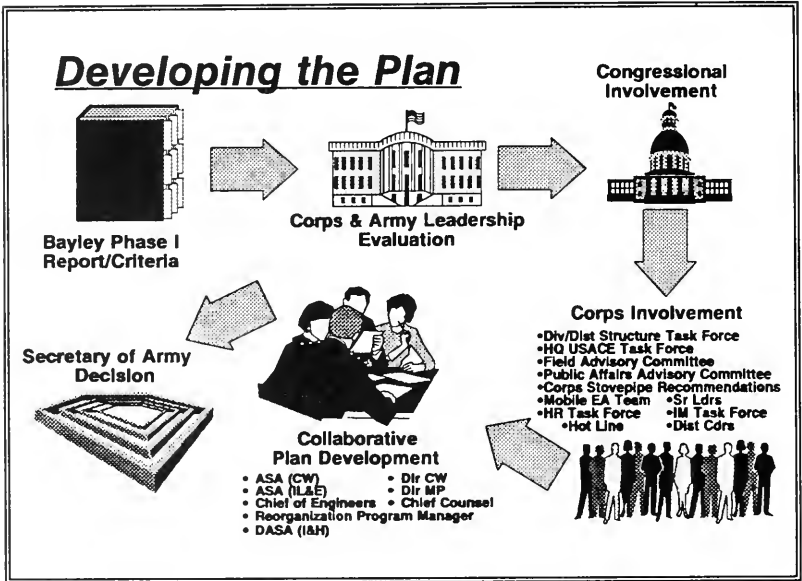 Developing the Plan
Bayley Phase I
Report/Criteria
Corps & Army Leadership
Evaluation
Congressional
Involvement
Corps Involvement
•Div/Dist Structure Task Force
•HQ USACE Task Force
•Field Advisory Committee
•Public Affairs Advisory Committee
•Corps Stovepipe Recommendations
•Mobile EA Team •Sr Ldrs
•HR Task Force •IM Task Force
•Hot Line •Dist Cdrs
Collaborative
Plan Development
• ASA (CW) • Dir CW
• ASA (IL&E) • Dir MP
• Chief of Engineers • Chief Counsel
• Reorganization Program Manager
• DASA (I&H)
Secretary of Army
Decision